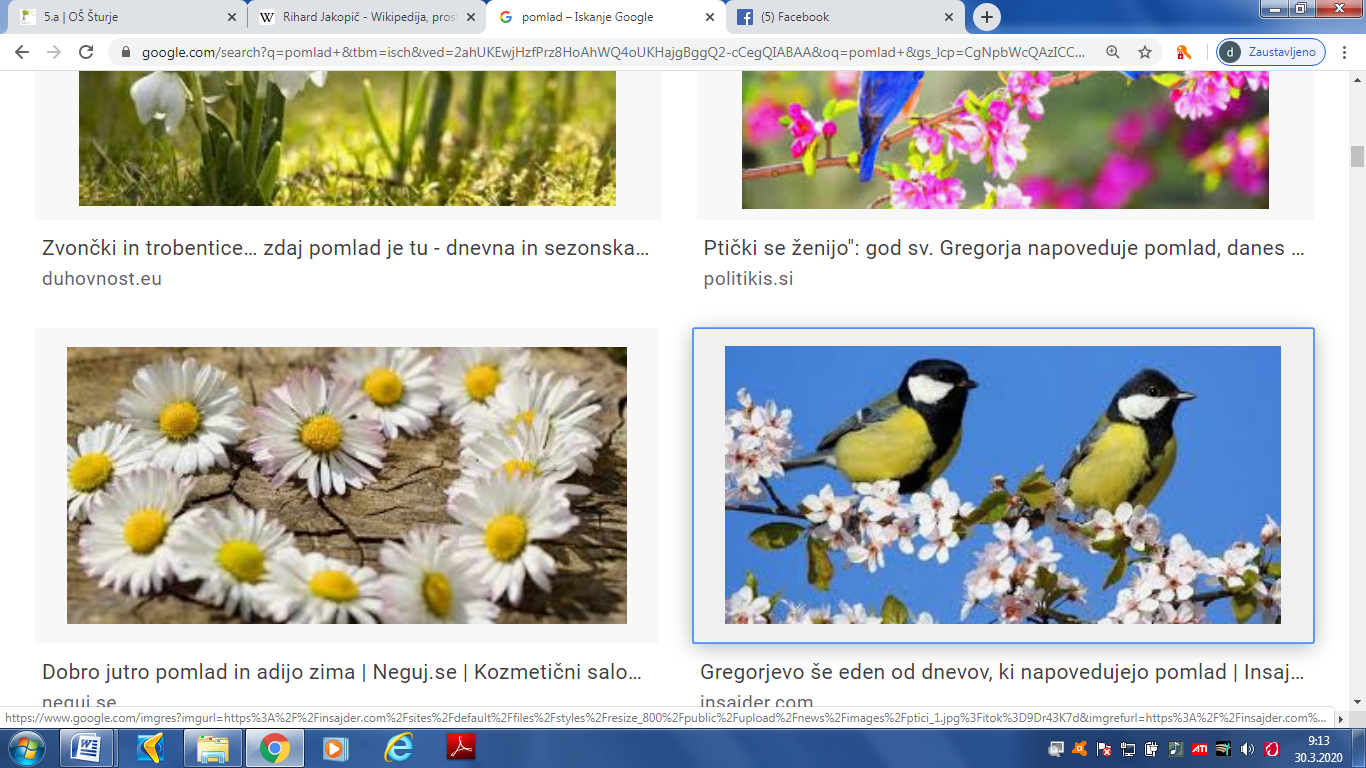 5.a | OŠ Šturje
Rihard Jakopič - Wikipedija, prost
pomlad – Iskanje Google
(5) Facebook
google.com/search?q=pomlad+&tbm=isch&ved=2ahUKEwjHzfPrz8HoAhWQ4oUKHajgBggQ2-cCegQIABAA&oq=pomlad+&gs_lcp=CgNpbWcQAzICC...
d Zaustavljeno
Zvončki in trobentice… zdaj pomlad je tu - dnevna in sezonska...
duhovnost.eu
Ptički se ženijo": god sv. Gregorja napoveduje pomlad, danes ...
politikis.si
Dobro jutro pomlad in adijo zima | Neguj.se | Kozmetični salo...
neguj.se
Gregorjevo še eden od dnevov, ki napovedujejo pomlad | Insaj...
insajder.com
https://www.google.com/imgres?imgurl=https%3A%2F%2Finsajder.com%2Fsites%2Fdefault%2Ffiles%2Fstyles%2Fresize_800%2Fpublic%2Fupload%2Fnews%2Fimages%2Fptici_1.jpg%3Fitok%3D9Dr43K7d&imgrefurl=https%3A%2F%2Finsajder.com%...
ATI
9:13
30.3.2020